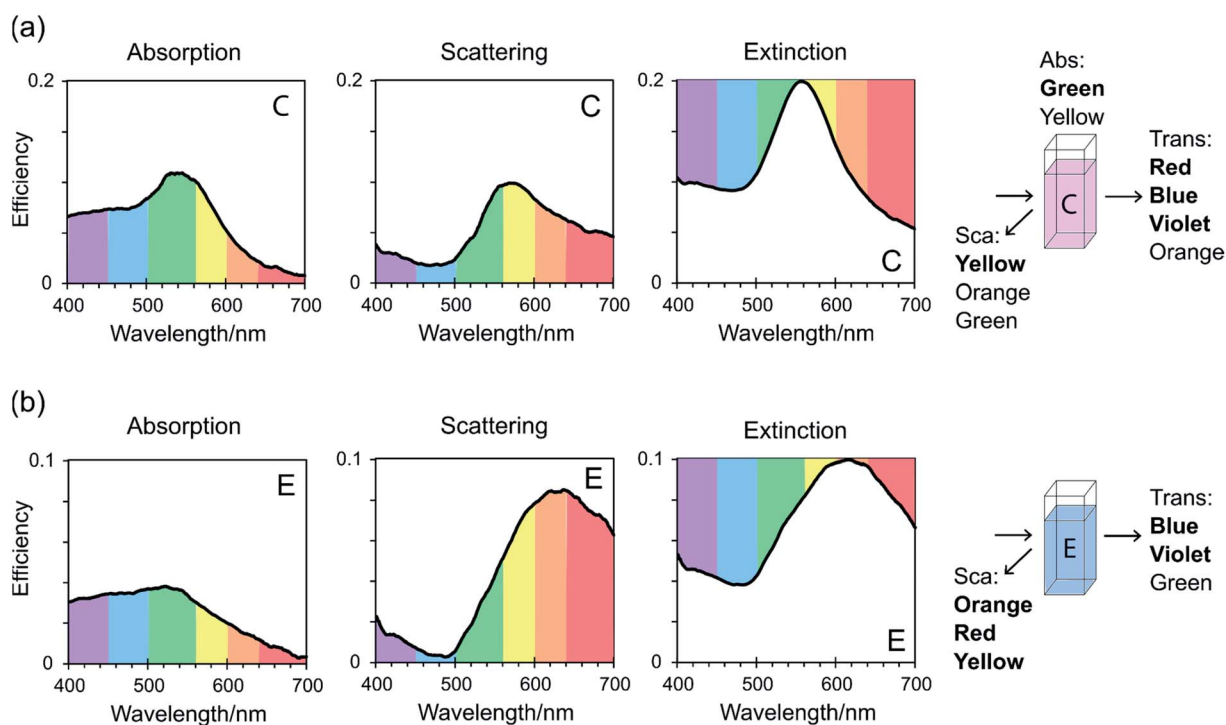 (a)
Absorption
Scattering
Extinction
0.2
C
Efficiency
0
400
500
600
700
Wavelength/nm
0.2
C
0
400
500
600
700
Wavelength/nm
0.2
C
0
400
500
600
700
Wavelength/nm
Abs:
Green
Yellow
C
Sca:
Yellow
Orange
Green
Trans:
Red
Blue
Violet
Orange
(b)
Absorption
Scattering
Extinction
0.1
E
Efficiency
0
400
500
600
700
Wavelength/nm
0.1
E
0
400
500
600
700
Wavelength/nm
0.1
E
0
400
500
600
700
Wavelength/nm
E
Sca:
Orange
Red
Yellow
Trans:
Blue
Violet
Green